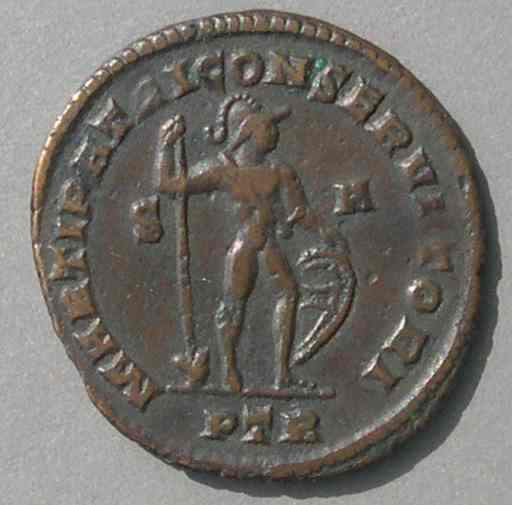 MARTI PATRI CONSERVATORI
S A
PTR